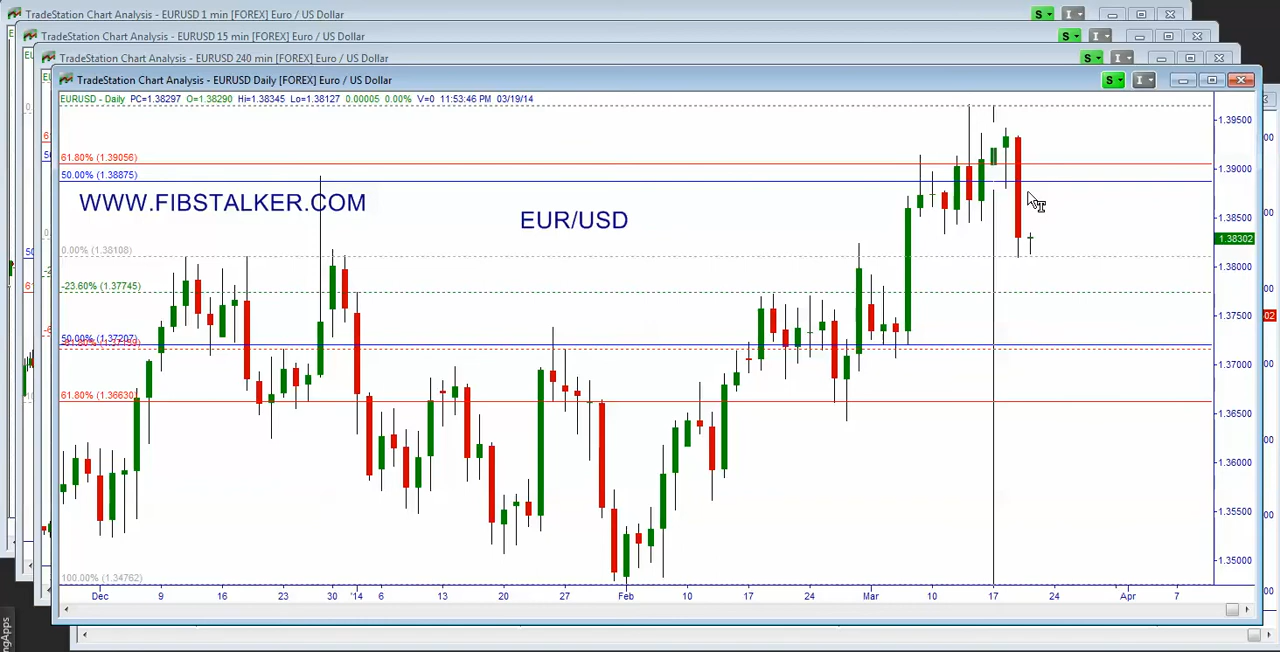 TradeStation Chart Analysis - EURUSD 1 min [FOREX] Euro / US Dollar
S I
TradeStation Chart Analysis - EURUSD 15 min [FOREX] Euro / US Dollar
S I
TradeStation Chart Analysis - EURUSD 240 min [FOREX] Euro / US Dollar
S I
TradeStation Chart Analysis - EURUSD Daily [FOREX] Euro / US Dollar
S I
EURUSD - Daily PC=1.38297 O=1.38290 Hi=1.38345 Lo=1.38127 0.00005 0.00% V=0 11:53:46 PM 03/19/14
1.39500
61.80% (1.39056)
1.39000
50.00% (1.38875)
WWW.FIBSTALKER.COM
EUR/USD
1.38500
1.38302
0.00% (1.38108)
1.38000
-23.60% (1.37745)
1.37500
50.00% (1.37207)
1.37000
61.80% (1.36630)
1.36500
1.36000
1.35500
1.35000
100.00% (1.34762)
Dec 9 16 23 30 '14 6 13 20 27 Feb 10 17 24 Mar 10 17 24 Apr 7